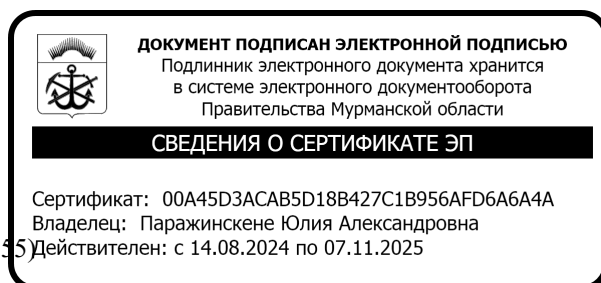 ДОКУМЕНТ ПОДПИСАН ЭЛЕКТРОННОЙ ПОДПИСЬЮ
Подлинник электронного документа хранится
в системе электронного документооборота
Правительства Мурманской области
СВЕДЕНИЯ О СЕРТИФИКАТЕ ЭП
Сертификат: 00A45D3ACAB5D18B427C1B956AFD6A6A4A
Владелец: Паражинскене Юлия Александровна
55) Действителен: с 14.08.2024 по 07.11.2025